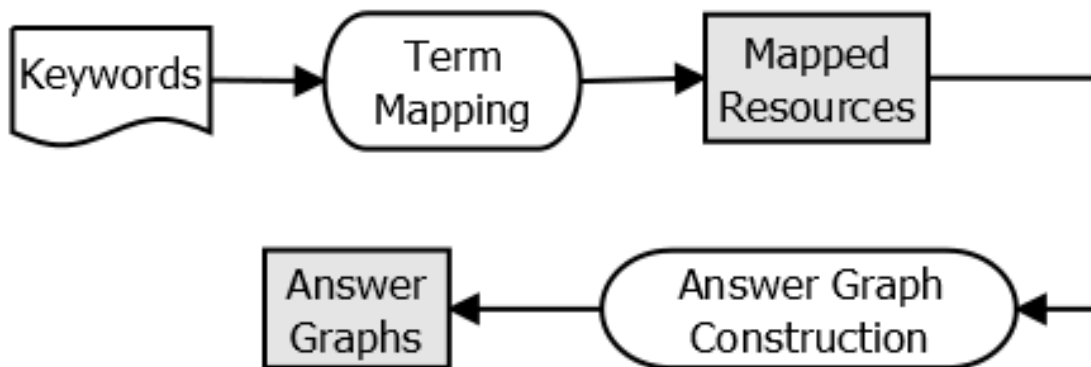 Keywords
Term
Mapping
Mapped
Resources
Answer
Graphs
Answer Graph
Construction